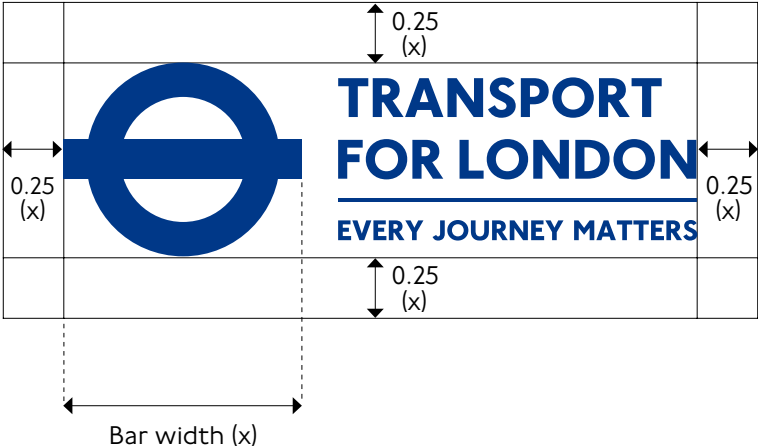 0.25
(x)
TRANSPORT
FOR LONDON
EVERY JOURNEY MATTERS
0.25
(x)
0.25
(x)
0.25
(x)
Bar width (x)